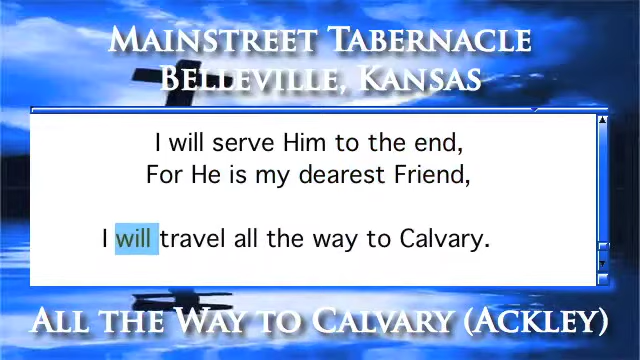 MAINSTREET TABERNACLE
BELLEVILLE, KANSAS
I will serve Him to the end,
For He is my dearest Friend,
I will travel all the way to Calvary.
ALL THE WAY TO CALVARY (ACKLEY)